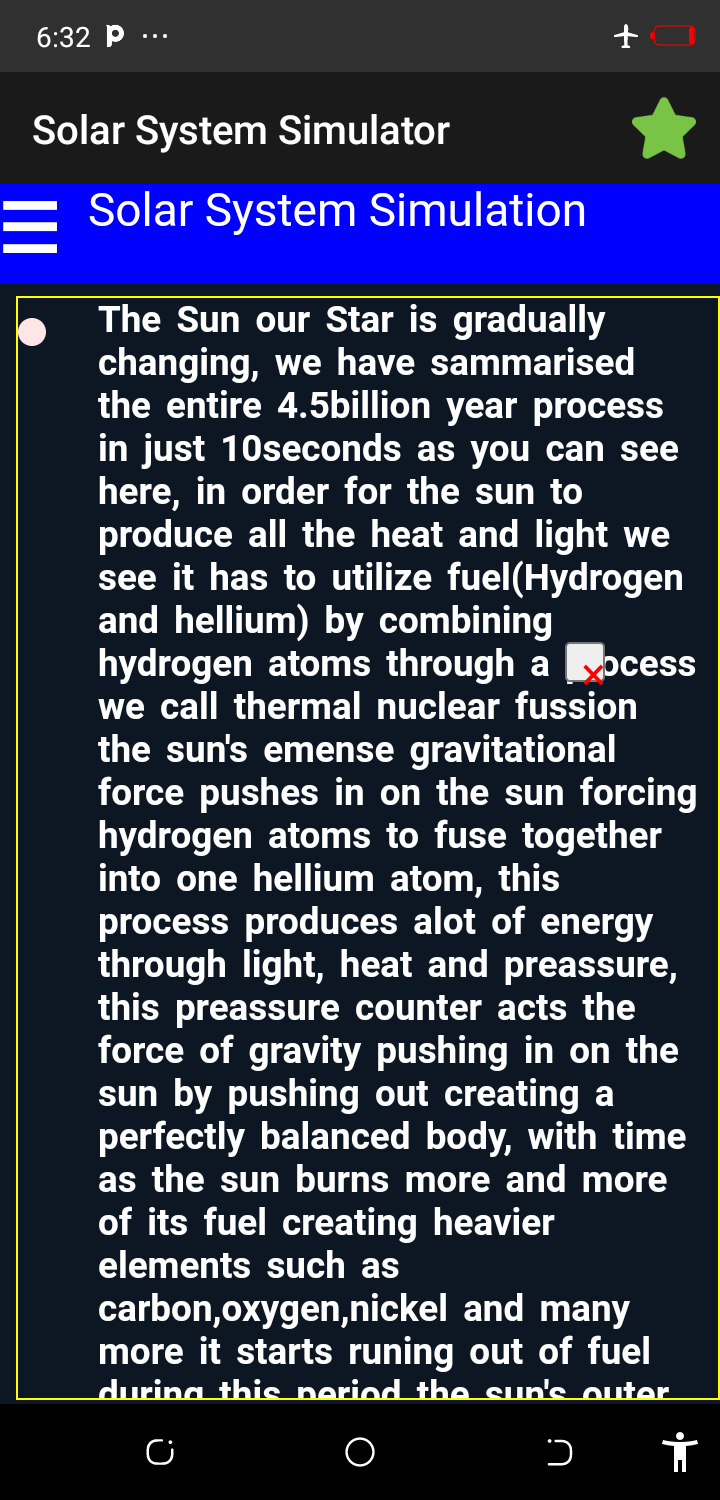 6:32
Solar System Simulator
Solar System Simulation
The Sun our Star is gradually
changing, we have sammarised
the entire 4.5billion year process
in just 10seconds as you can see
here, in order for the sun to
produce all the heat and light we
see it has to utilize fuel(Hydrogen
and hellium) by combining
hydrogen atoms through a process
we call thermal nuclear fussion
the sun's emense gravitational
force pushes in on the sun forcing
hydrogen atoms to fuse together
into one hellium atom, this
process produces alot of energy
through light, heat and preassure,
this preassure counter acts the
force of gravity pushing in on the
sun by pushing out creating a
perfectly balanced body, with time
as the sun burns more and more
of its fuel creating heavier
elements such as
carbon,oxygen,nickel and many
more it starts runing out of fuel
during this period the sun's outer